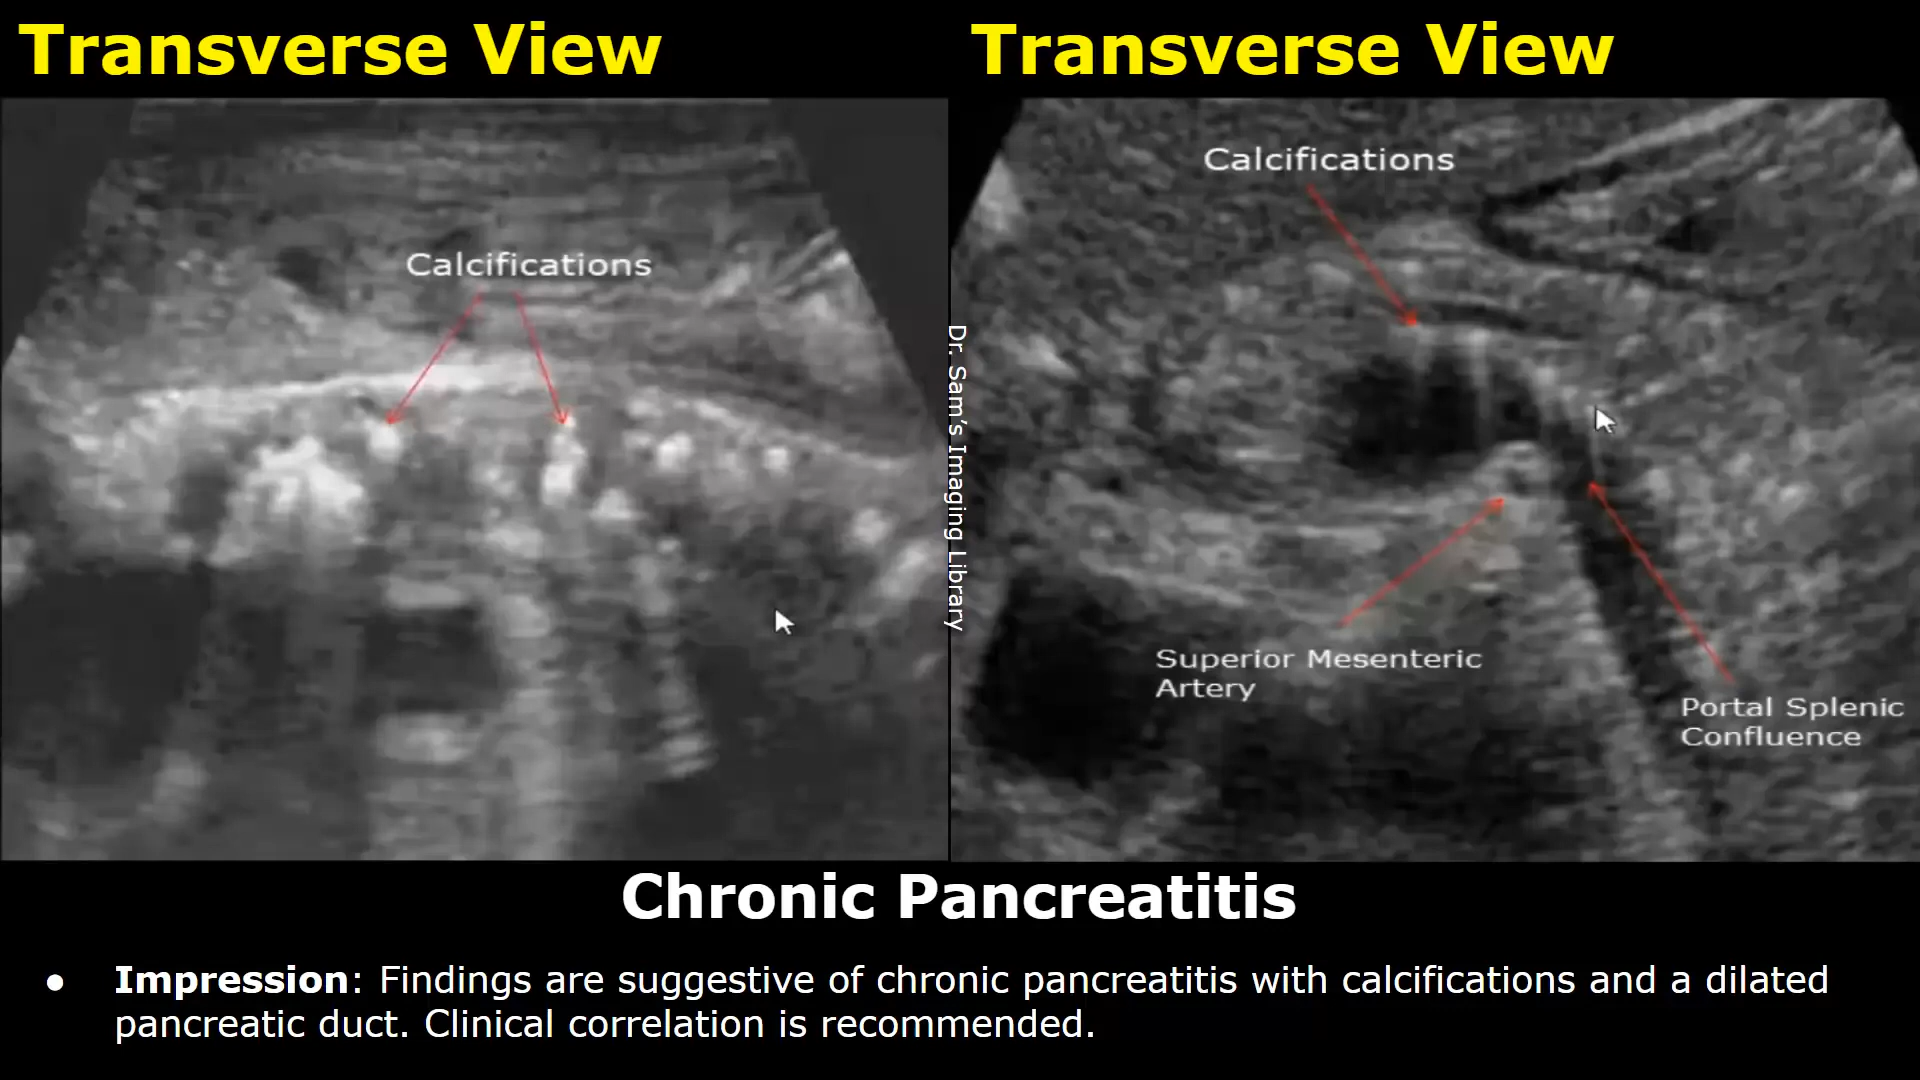 Transverse View
Transverse View
Calcifications
Calcifications
Dr. Sam's Imaging Library
Superior Mesenteric
Artery
Portal Splenic
Confluence
Chronic Pancreatitis
● Impression: Findings are suggestive of chronic pancreatitis with calcifications and a dilated
pancreatic duct. Clinical correlation is recommended.